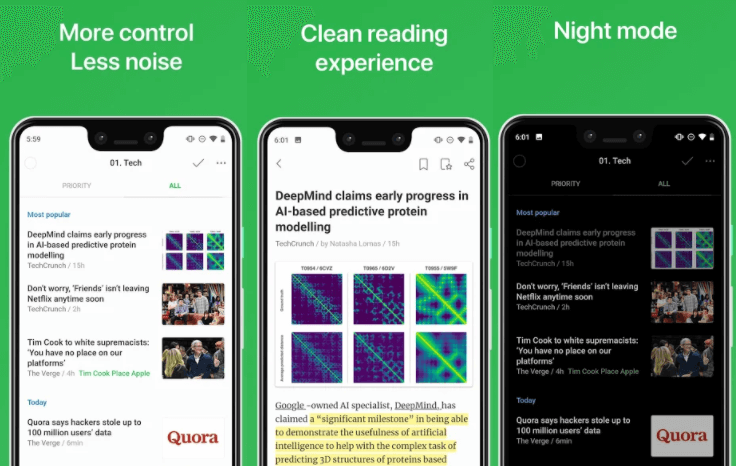 More control
Less noise
5:59
01. Tech
PRIORITY
ALL
Most popular
DeepMind claims early progress
in AI-based predictive protein
modelling
TechCrunch / 15h
Don't worry, 'Friends' isn't leaving
Netflix anytime soon
TechCrunch / 2h
Tim Cook to white supremacists:
'You have no place on our
platforms'
The Verge / 4h Tim Cook Place Apple
Today
Quora says hackers stole up to
100 million users' data
The Verge / 6min
Quora
Clean reading
experience
6:01
DeepMind claims early progress in
AI-based predictive protein
modelling
TechCrunch / by Natasha Lomas / 15h
T0954 / 6CVZ
T0965 / 6D2V
T0955 / 5W9F
Ground truth
Average predicted distance
Google -owned AI specialist, DeepMind, has
claimed a "significant milestone" in being able
to demonstrate the usefulness of artificial
intelligence to help with the complex task of
predicting 3D structures of proteins based
Night mode
6:01
01. Tech
PRIORITY
ALL
Most popular
DeepMind claims early progress
in AI-based predictive protein
modelling
TechCrunch / 15h
Don't worry, 'Friends' isn't leaving
Netflix anytime soon
TechCrunch / 2h
Tim Cook to white supremacists:
'You have no place on our
platforms'
The Verge / 4h Tim Cook Place Apple
Today
Quora says hackers stole up to
100 million users' data
The Verge / 6min
Quora